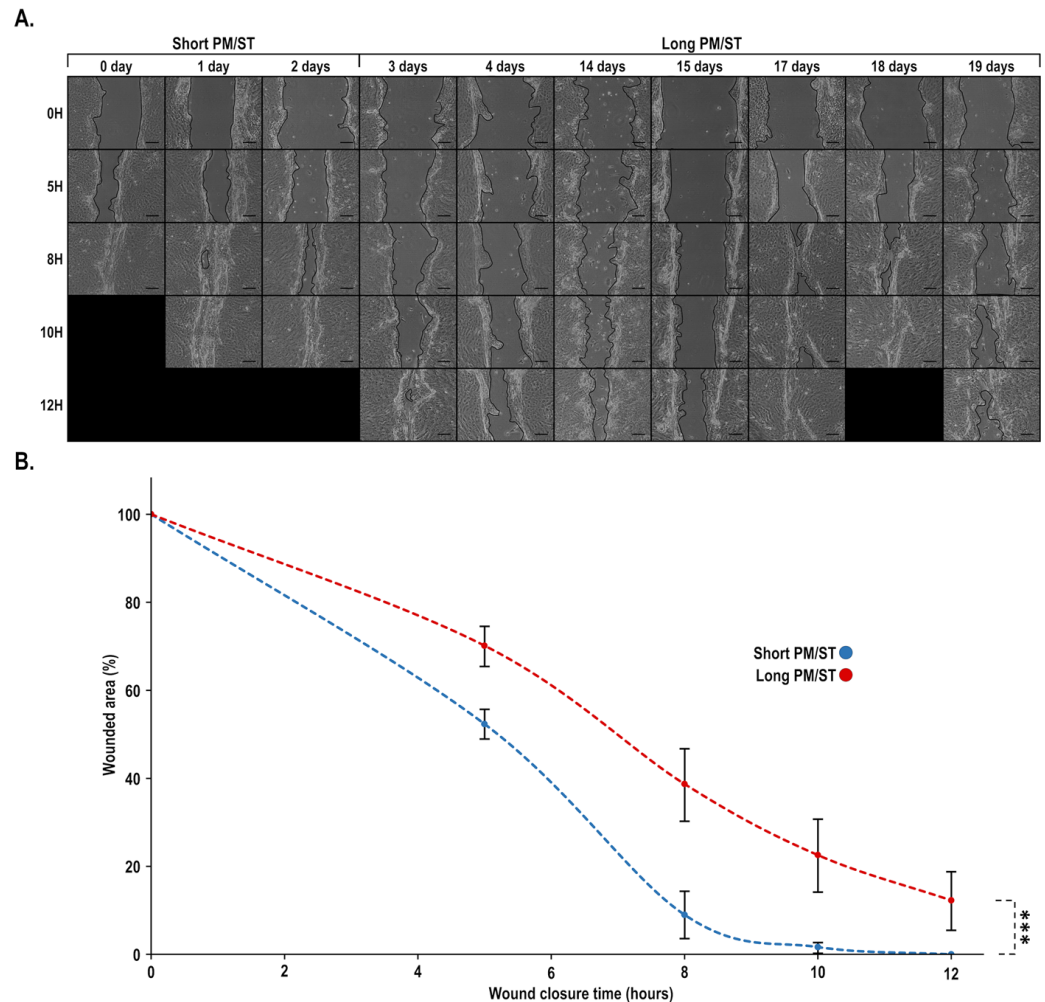 A.
Short PM/ST
Long PM/ST
0 day
1 day
2 days
3 days
4 days
14 days
15 days
17 days
18 days
19 days
0H
5H
8H
10H
12H
B.
100
80
60
40
20
0
Wounded area (%)
Short PM/ST
Long PM/ST
***
0
2
4
6
8
10
12
Wound closure time (hours)